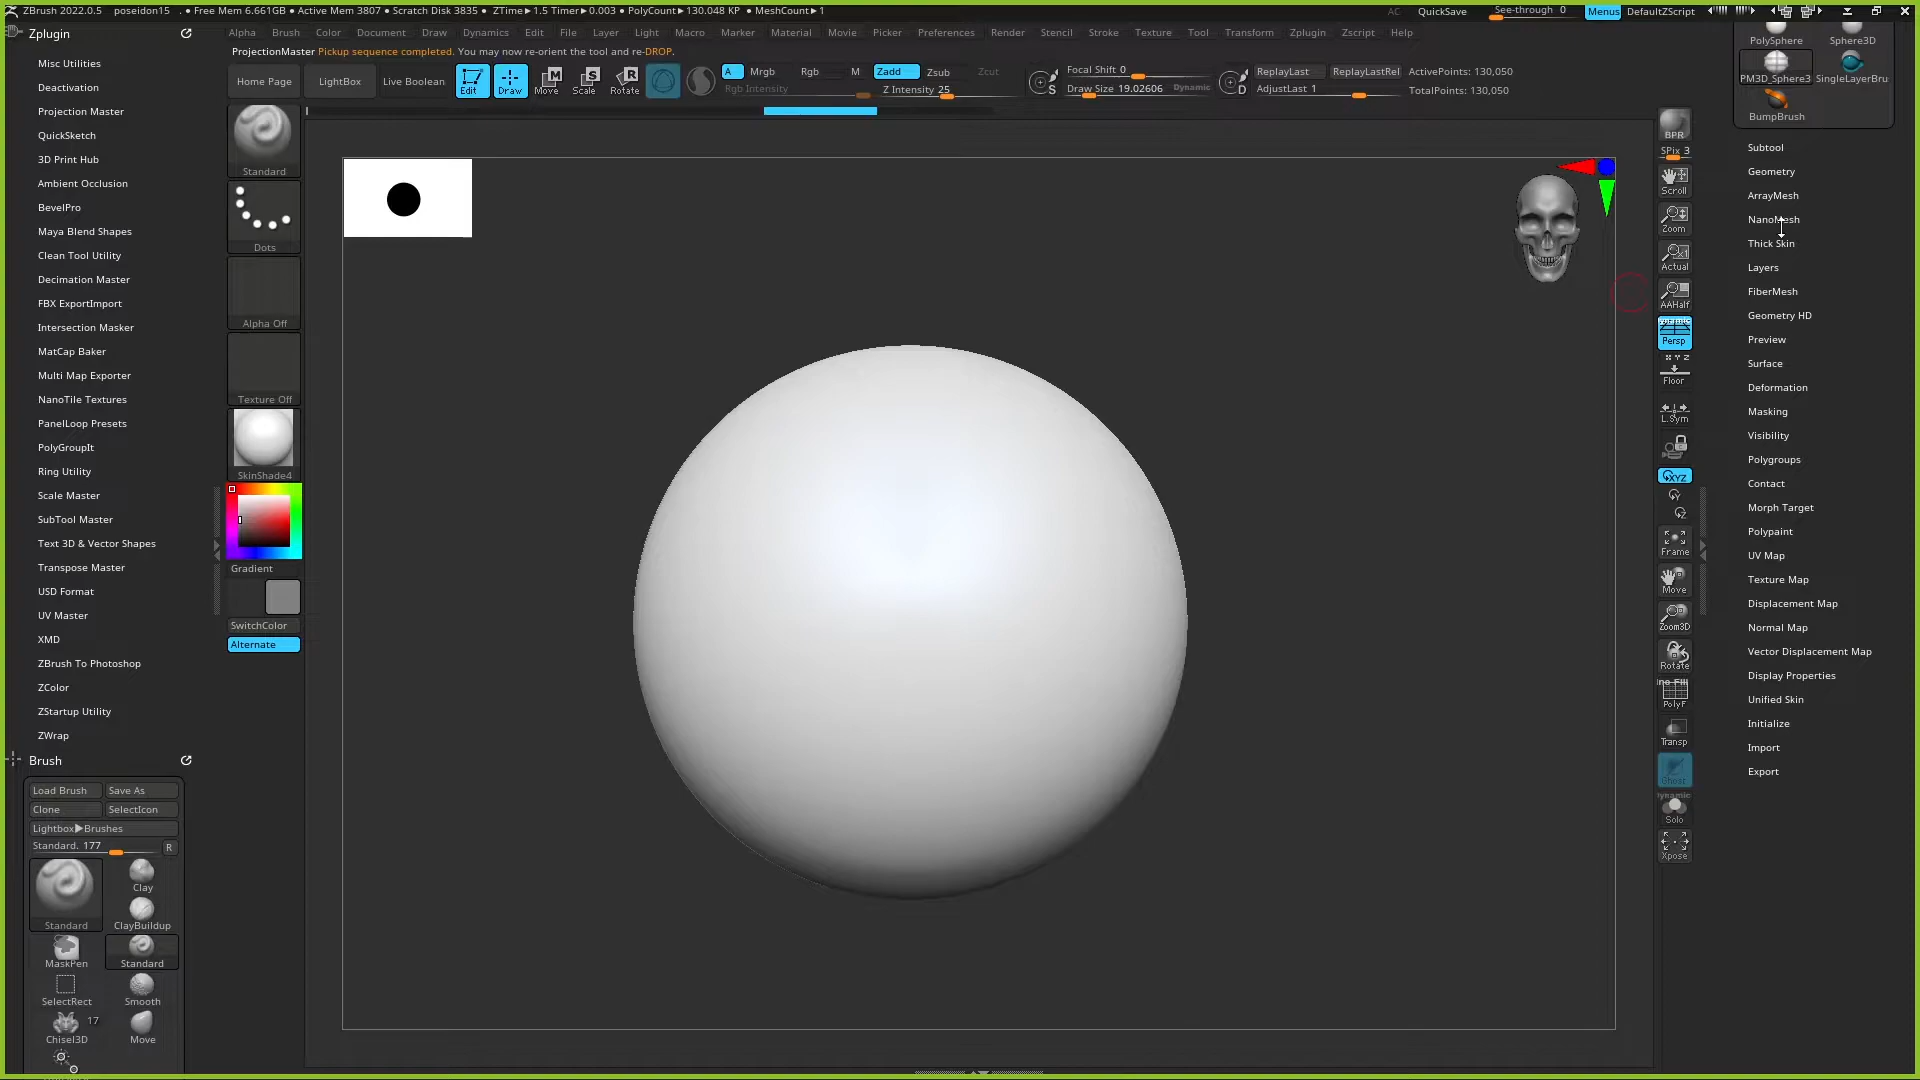 ZBrush 2022.0.5 poseidon15 . ● Free Mem 6.661GB ● Active Mem 3807 ● Scratch Disk 3835 ● ZTime►1.5 Timer►0.003 ● PolyCount►130.048 KP ● MeshCount►1 AC QuickSave See-through 0 Menus DefaultZScript
Alpha Brush Color Document Draw Dynamics Edit File Layer Light Macro Marker Material Movie Picker Preferences Render Stencil Stroke Texture Tool Transform Zplugin Zscript Help
ProjectionMaster Pickup sequence completed. You may now re-orient the tool and re-DROP.
Home Page LightBox Live Boolean Edit Draw Move Scale Rotate
A Mrgb Rgb M Zadd Zsub Zcut
Rgb Intensity Z Intensity 25
Focal Shift 0
Draw Size 19.02606 Dynamic
ReplayLast ReplayLastRel ActivePoints: 130,050
AdjustLast 1 TotalPoints: 130,050
Zplugin
Misc Utilities
Deactivation
Projection Master
QuickSketch
3D Print Hub
Ambient Occlusion
BevelPro
Maya Blend Shapes
Clean Tool Utility
Decimation Master
FBX ExportImport
Intersection Masker
MatCap Baker
Multi Map Exporter
NanoTile Textures
PanelLoop Presets
PolyGroupIt
Ring Utility
Scale Master
SubTool Master
Text 3D & Vector Shapes
Transpose Master
USD Format
UV Master
XMD
ZBrush To Photoshop
ZColor
ZStartup Utility
ZWrap
Brush
Load Brush Save As
Clone SelectIcon
Lightbox►Brushes
Standard. 177 R
Standard Clay
ClayBuildup
MaskPen Standard
SelectRect Smooth
17
Chisel3D Move
Standard
Dots
Alpha Off
Texture Off
SkinShade4
Gradient
SwitchColor
Alternate
BPR
SPix 3
Scroll
Zoom
Actual
AAHalf
Persp
X Y Z
Floor
L.Sym
XYZ
Y
Z
Frame
Move
Zoom3D
Rotate
PolyF
Transp
Ghost
Dynamic
Solo
Xpose
PolySphere Sphere3D
PM3D_Sphere3 SingleLayerBru
BumpBrush
Subtool
Geometry
ArrayMesh
NanoMesh
Thick Skin
Layers
FiberMesh
Geometry HD
Preview
Surface
Deformation
Masking
Visibility
Polygroups
Contact
Morph Target
Polypaint
UV Map
Texture Map
Displacement Map
Normal Map
Vector Displacement Map
Display Properties
Unified Skin
Initialize
Import
Export